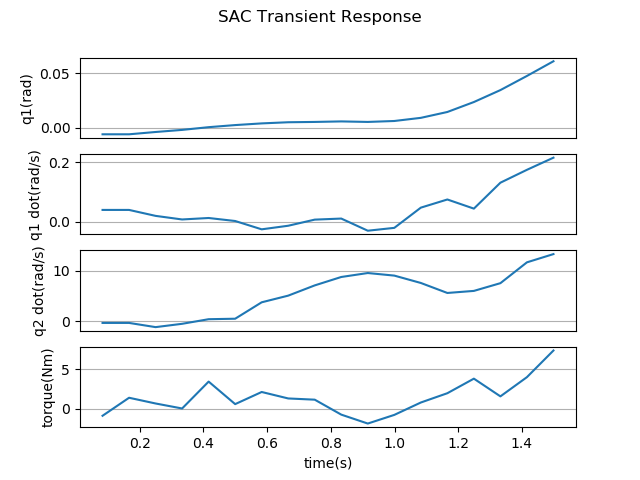 SAC Transient Response
q1(rad)
0.05
0.00
q1 dot(rad/s)
0.2
0.0
q2 dot(rad/s)
10
0
torque(Nm)
5
0
0.2 0.4 0.6 0.8 1.0 1.2 1.4
time(s)